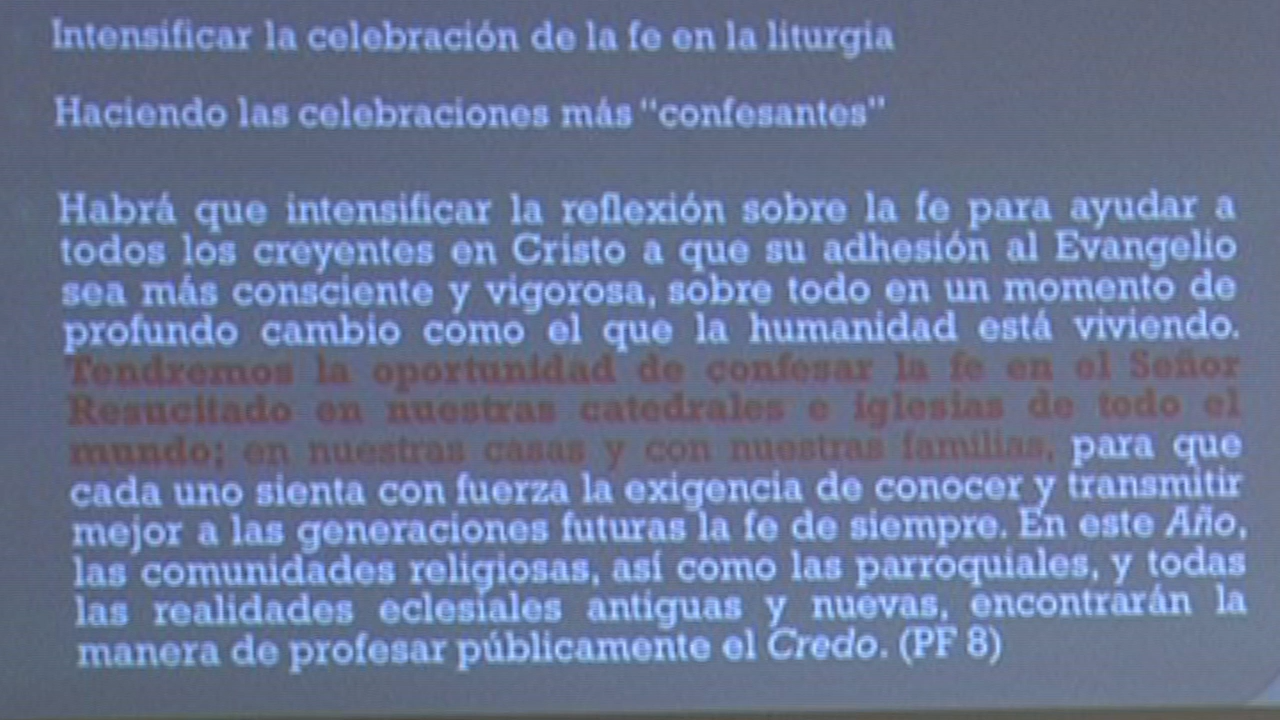 Intensificar la celebración de la fe en la liturgia
Haciendo las celebraciones más “confesantes”
Habrá que intensificar la reflexión sobre la fe para ayudar a
todos los creyentes en Cristo a que su adhesión al Evangelio
sea más consciente y vigorosa, sobre todo en un momento de
profundo cambio como el que la humanidad está viviendo.
Tendremos la oportunidad de confesar la fe en el Señor
Resucitado en nuestras catedrales e iglesias de todo el
mundo; en nuestras casas y con nuestras familias, para que
cada uno sienta con fuerza la exigencia de conocer y transmitir
mejor a las generaciones futuras la fe de siempre. En este Año,
las comunidades religiosas, así como las parroquiales, y todas
las realidades eclesiales antiguas y nuevas, encontrarán la
manera de profesar públicamente el Credo. (PF 8)